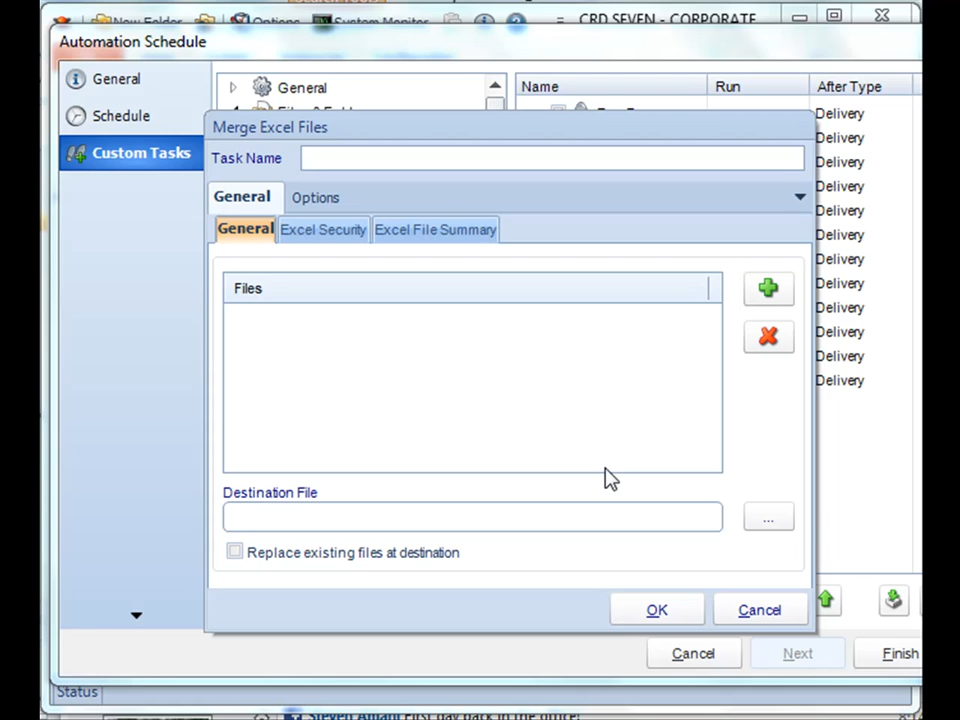 New Folder Options System Monitor = CRD SEVEN - CORPORATE
Automation Schedule
General
Schedule
Custom Tasks
General
Name Run After Type
Delivery
Delivery
Delivery
Delivery
Delivery
Delivery
Delivery
Delivery
Delivery
Delivery
Delivery
Delivery
Merge Excel Files
Task Name
General Options
General Excel Security Excel File Summary
Files
Destination File
...
Replace existing files at destination
OK Cancel
Cancel Next Finish
Status
Steven Amani First day back in the office!